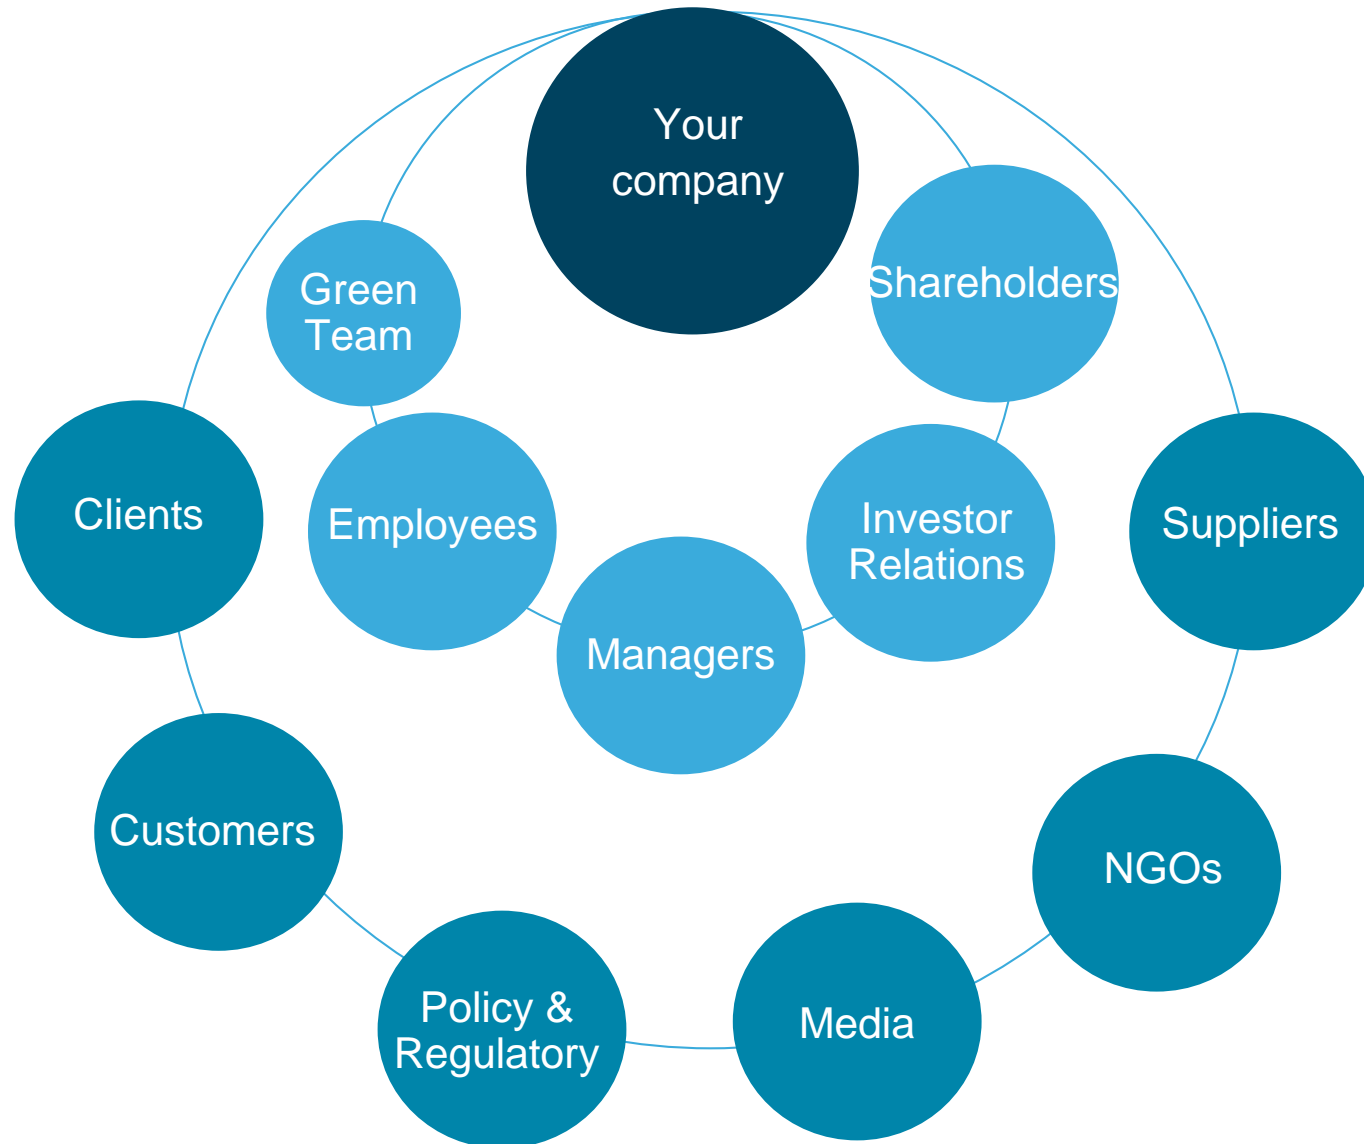 Your
company
Green
Team
Shareholders
Clients
Employees
Investor
Relations
Suppliers
Managers
Customers
NGOs
Policy &
Regulatory
Media